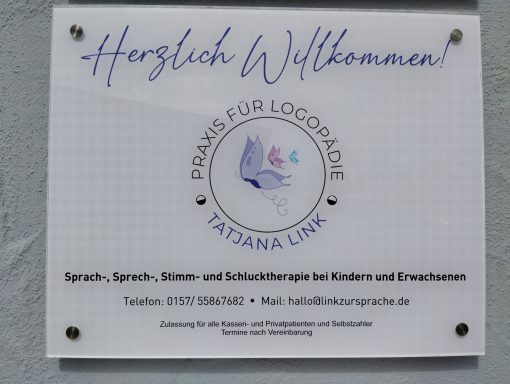 Herzlich Willkommen!
PRAXIS FÜR LOGOPÄDIE
TATJANA LINK
Sprach-, Sprech-, Stimm- und Schlucktherapie bei Kindern und Erwachsenen
Telefon: 0157/ 55867682 • Mail: hallo@linkzursprache.de
Zulassung für alle Kassen- und Privatpatienten und Selbstzahler
Termine nach Vereinbarung